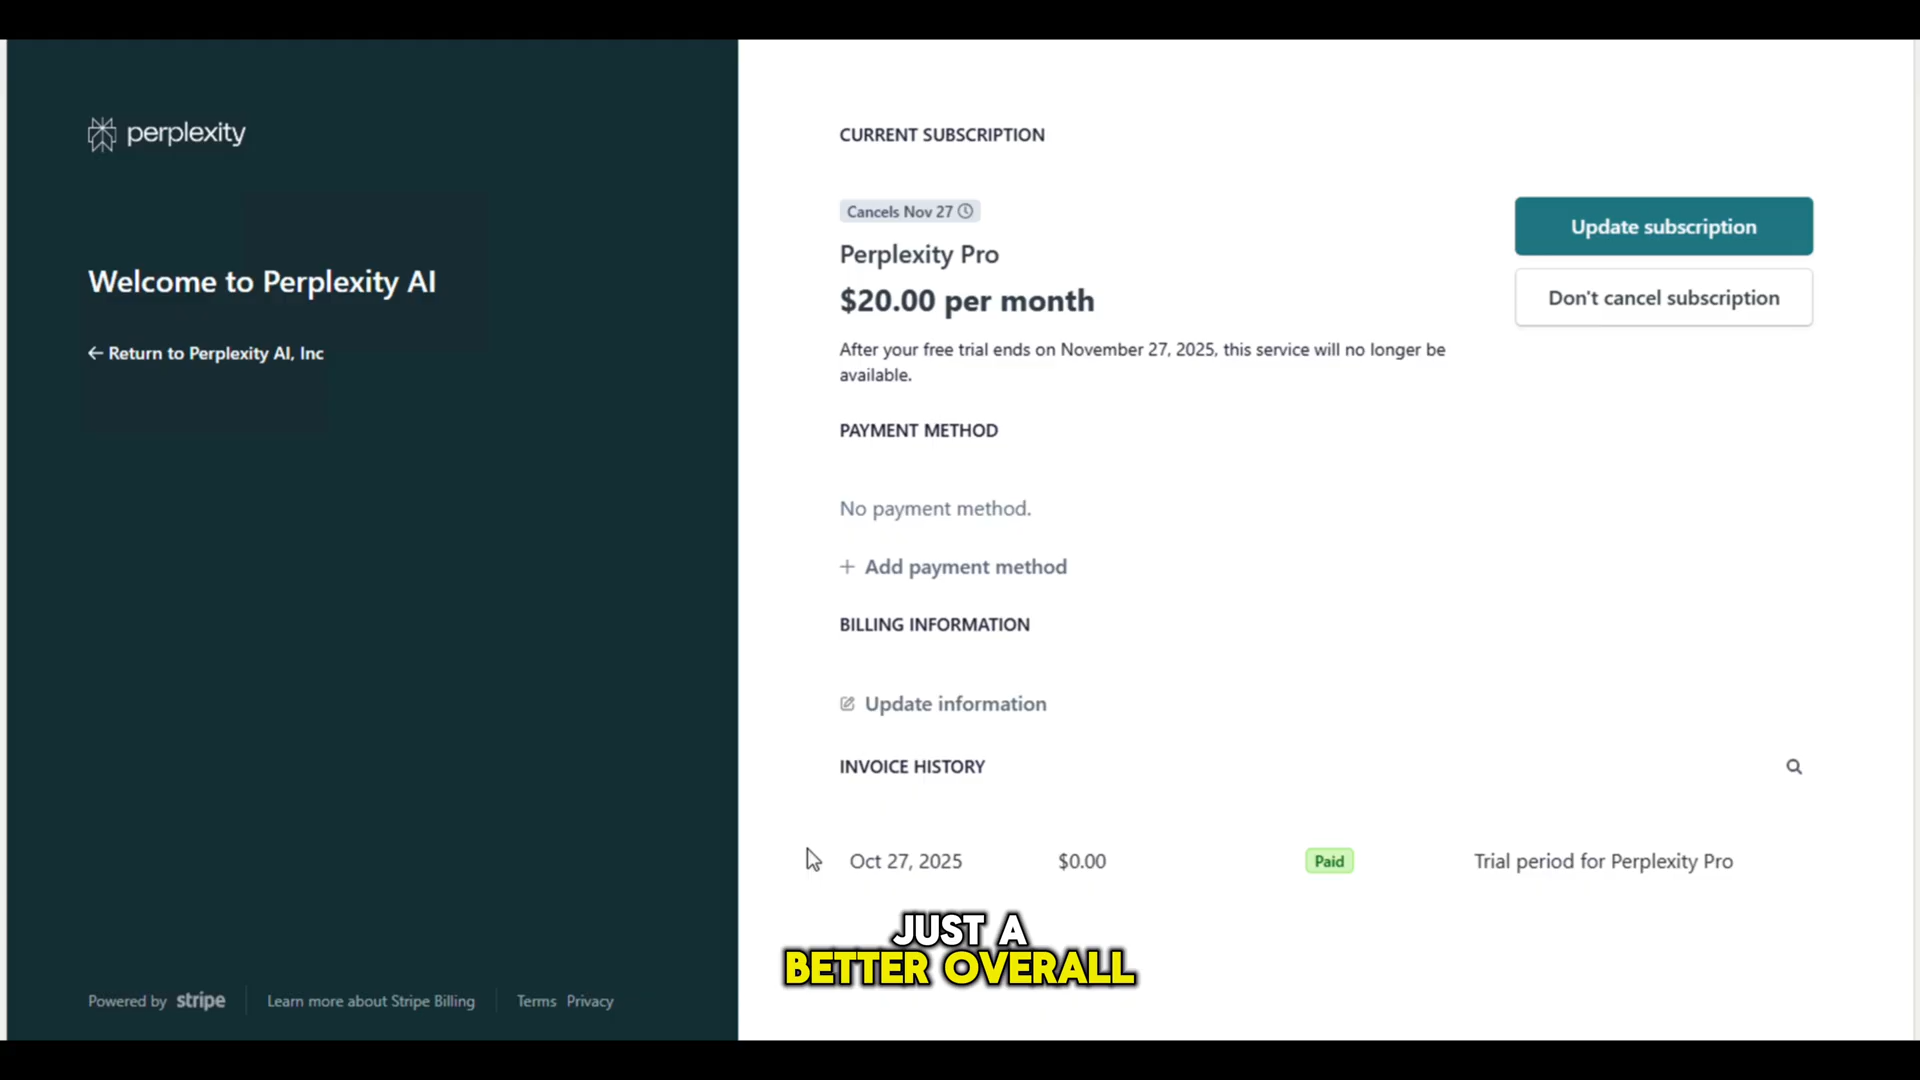 perplexity
Welcome to Perplexity AI
← Return to Perplexity AI, Inc
Powered by stripe
Learn more about Stripe Billing
Terms Privacy
CURRENT SUBSCRIPTION
Cancels Nov 27
Perplexity Pro
$20.00 per month
After your free trial ends on November 27, 2025, this service will no longer be
available.
Update subscription
Don't cancel subscription
PAYMENT METHOD
No payment method.
+ Add payment method
BILLING INFORMATION
Update information
INVOICE HISTORY
Oct 27, 2025 $0.00 Paid Trial period for Perplexity Pro
JUST A
BETTER OVERALL